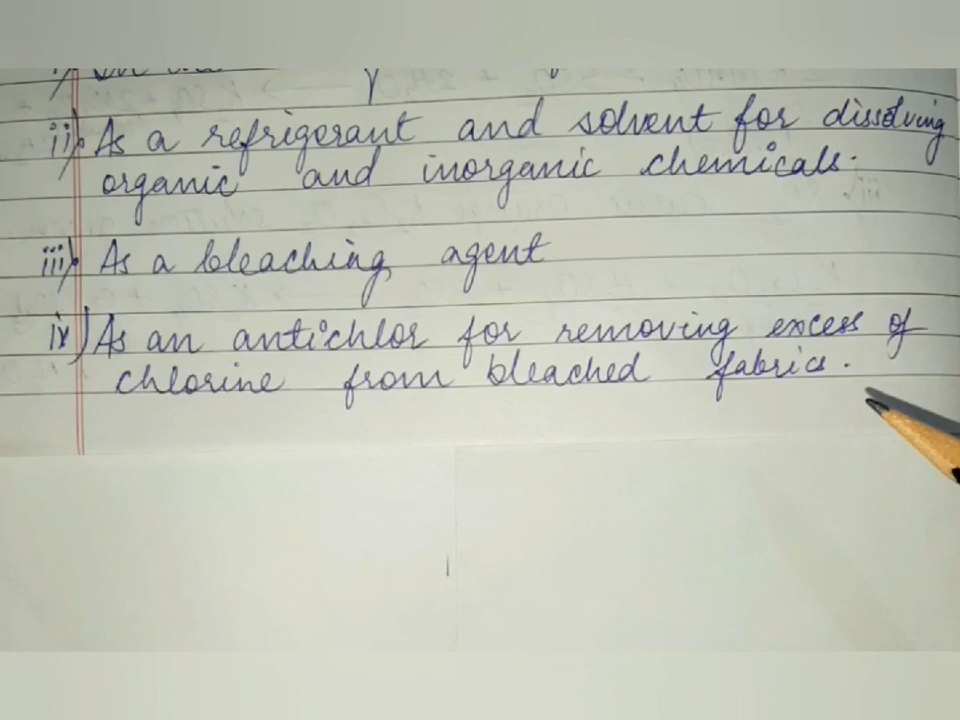 ii) As a refrigerant and solvent for dissolving
organic and inorganic chemicals.
iii) As a bleaching agent
iv) As an antichlor for removing excess of
chlorine from bleached fabrics.